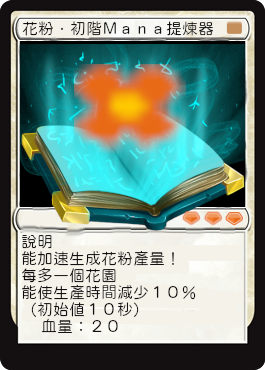 花粉．初階Ｍａｎａ提煉器
說明
能加速生成花粉產量！
每多一個花園
能使生產時間減少１０％
（初始值１０秒）
血量：２０